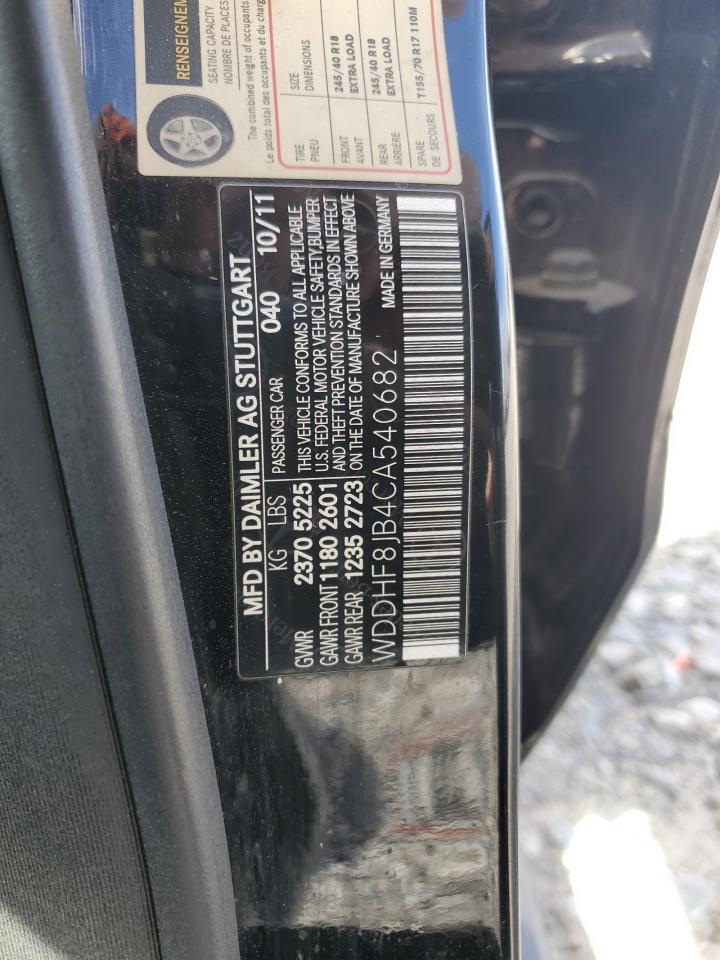 RENSEIGNEM
SEATING CAPACITY
NOMBRE DE PLACES
The combined weight of occupants
Le poids total des occupants et du charg
TIRE SIZE
PNEU DIMENSIONS
FRONT 245/40 R18
AVANT EXTRA LOAD
REAR 245/40 R18
ARRIÈRE EXTRA LOAD
SPARE T155/70 R17 110M
DE SECOURS
MFD BY DAIMLER AG STUTTGART
KG LBS PASSENGER CAR 040 10/11
GVWR 2370 5225 THIS VEHICLE CONFORMS TO ALL APPLICABLE
GAWR FRONT 1180 2601 U.S. FEDERAL MOTOR VEHICLE SAFETY, BUMPER
AND THEFT PREVENTION STANDARDS IN EFFECT
GAWR REAR 1235 2723 ON THE DATE OF MANUFACTURE SHOWN ABOVE
WDDHF8JB4CA540682 MADE IN GERMANY